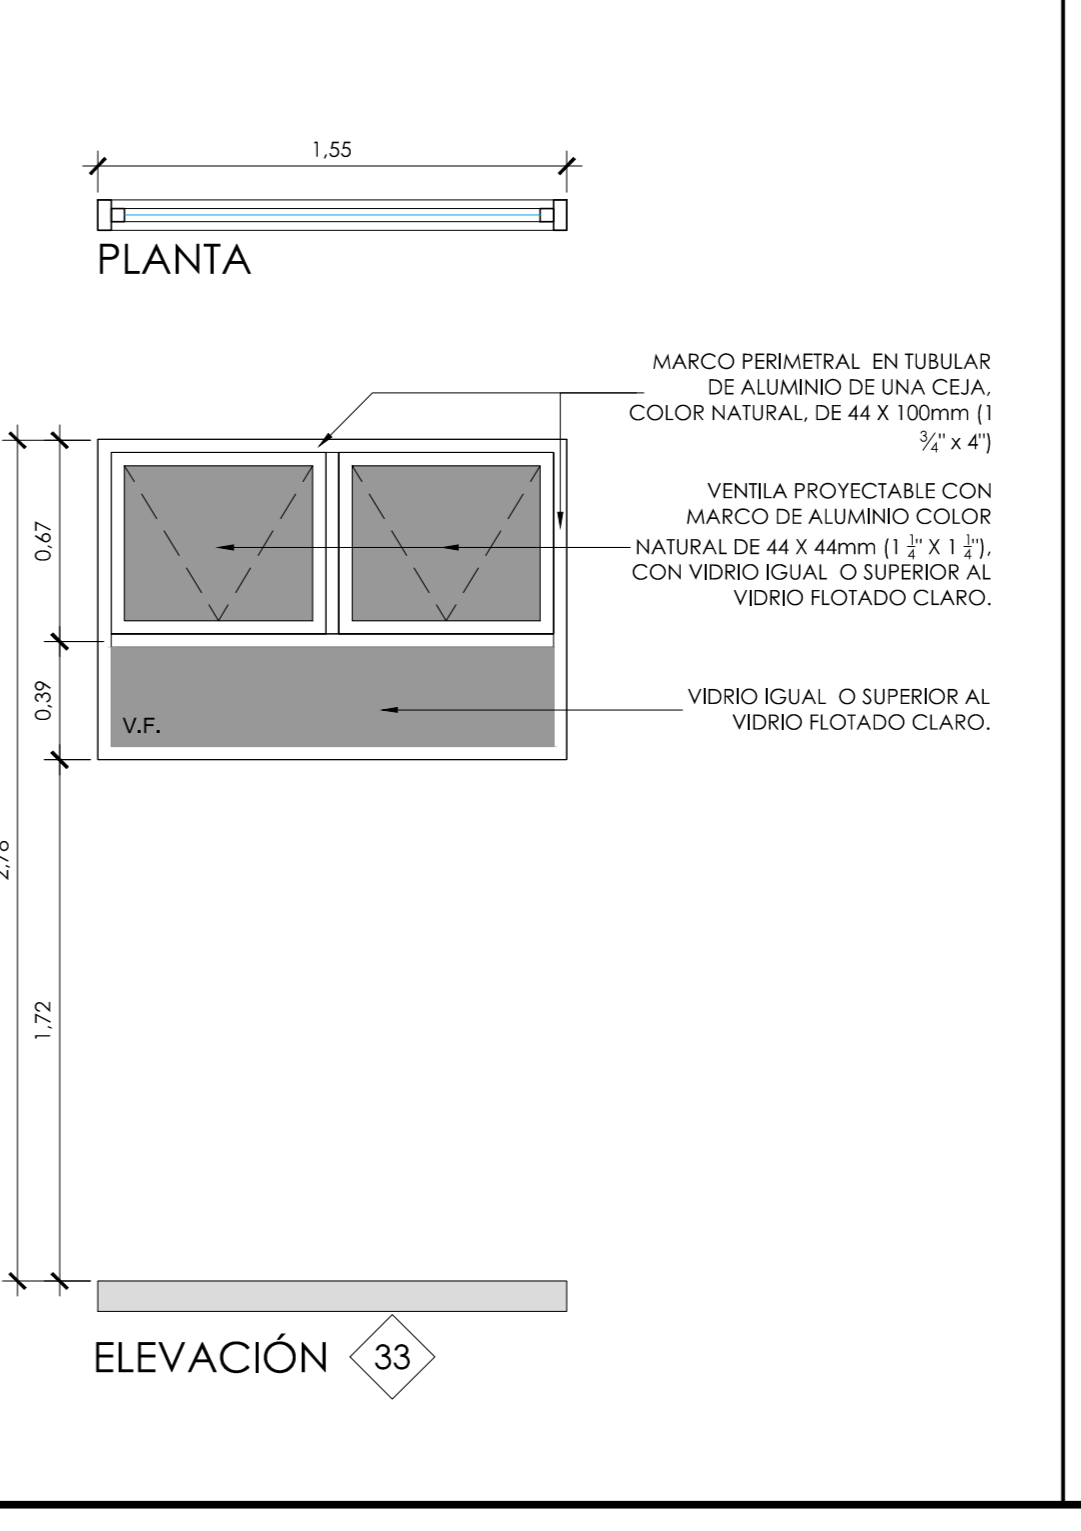 1,55
PLANTA
MARCO PERIMETRAL EN TUBULAR
DE ALUMINIO DE UNA CEJA,
COLOR NATURAL, DE 44 X 100mm (1
3⁄4" x 4")
VENTILA PROYECTABLE CON
MARCO DE ALUMINIO COLOR
NATURAL DE 44 X 44mm (1 1/4" X 1 1/4"),
CON VIDRIO IGUAL O SUPERIOR AL
VIDRIO FLOTADO CLARO.
0,67
0,39
VIDRIO IGUAL O SUPERIOR AL
VIDRIO FLOTADO CLARO.
V.F.
1,72
ELEVACIÓN 33